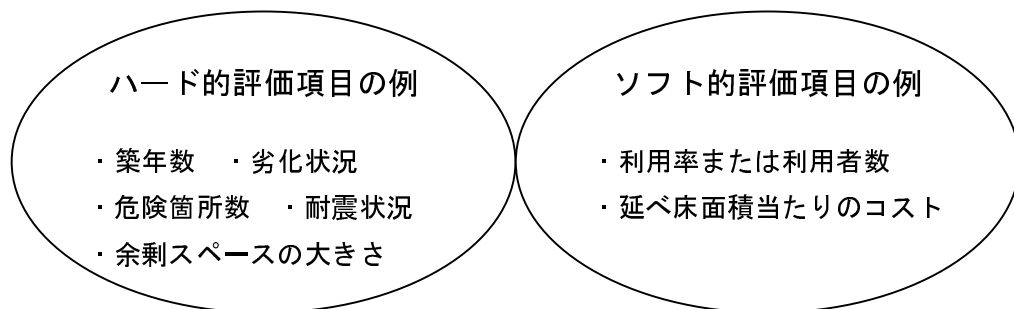 ハード的評価項目の例
・築年数　・劣化状況
・危険箇所数　・耐震状況
・余剰スペースの大きさ
ソフト的評価項目の例
・利用率または利用者数
・延べ床面積当たりのコスト